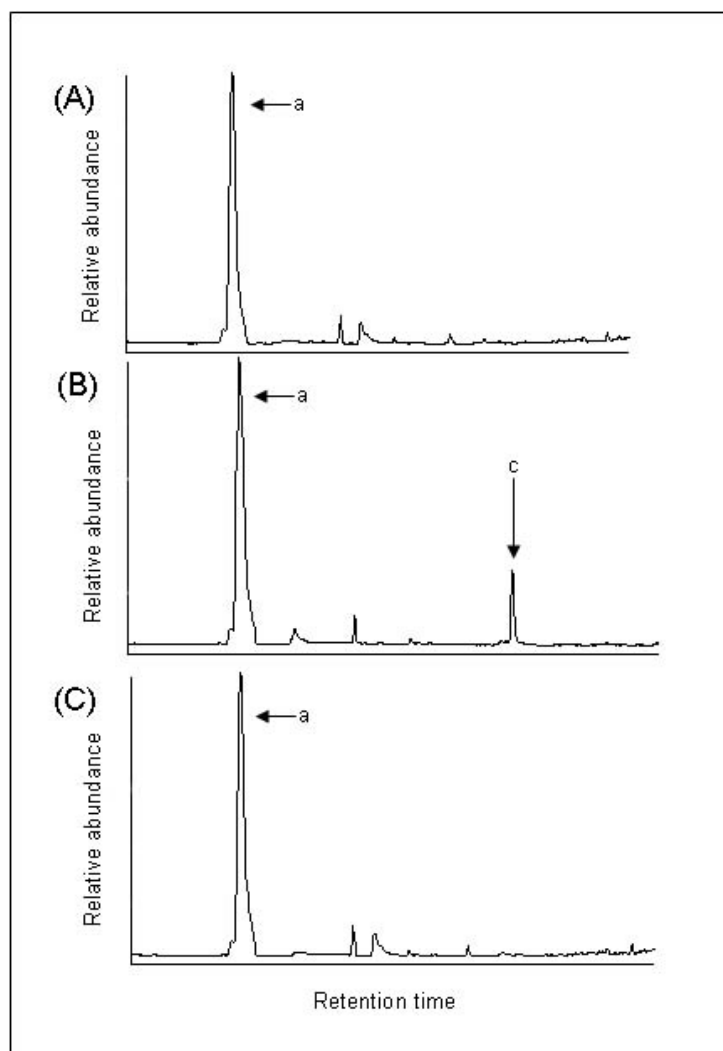 (A)
Relative abundance
a
(B)
Relative abundance
a
c
(C)
Relative abundance
a
Retention time